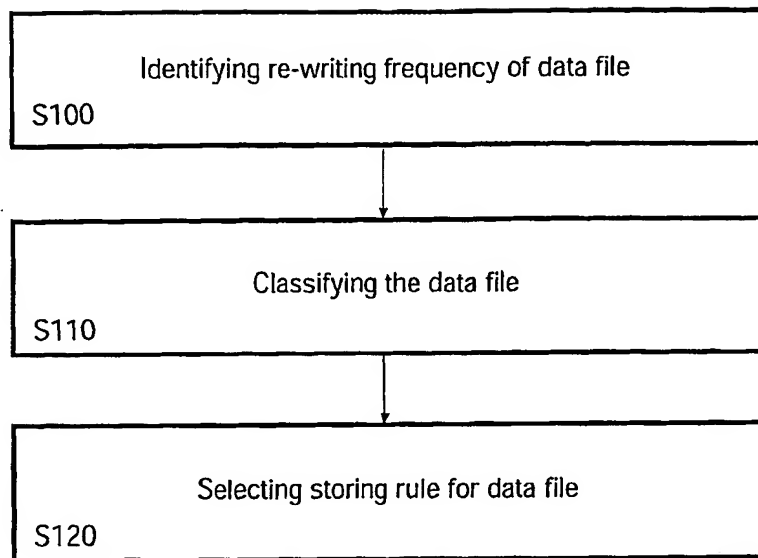 Identifying re-writing frequency of data file
S100
Classifying the data file
S110
Selecting storing rule for data file
S120